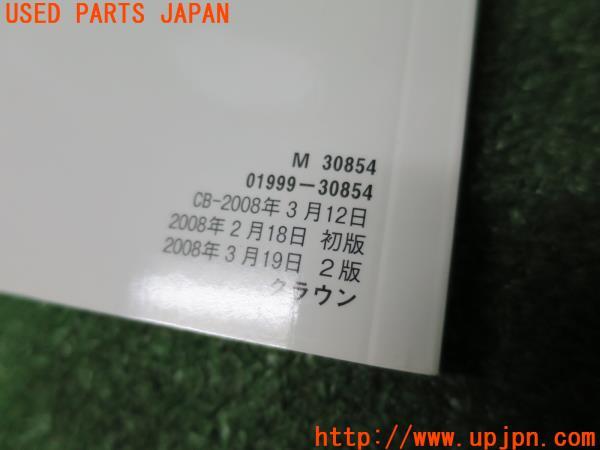 USED PARTS JAPAN
M 30854
01999-30854
CB-2008年3月12日
2008年2月18日 初版
2008年3月19日 2版
クラウン
http://www.upjpn.com